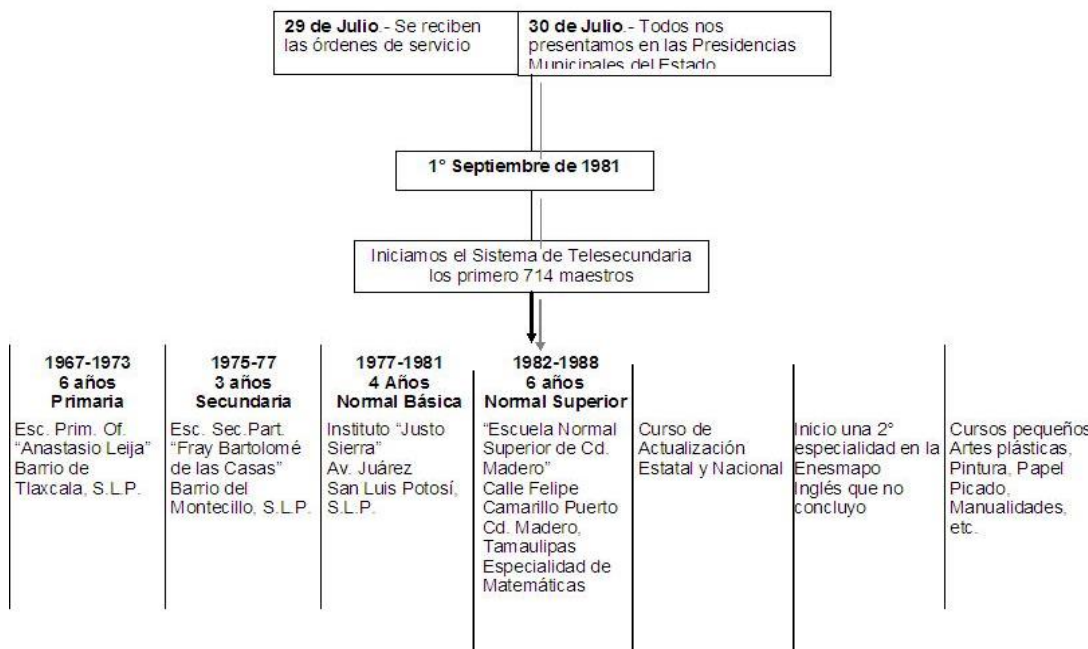 29 de Julio.- Se reciben
las órdenes de servicio
30 de Julio.- Todos nos
presentamos en las Presidencias
Municipales del Estado
1° Septiembre de 1981
Iniciamos el Sistema de Telesecundaria
los primero 714 maestros
1967-1973
6 años
Primaria
Esc. Prim. Of.
“Anastasio Leija”
Barrio de
Tlaxcala, S.L.P.
1975-77
3 años
Secundaria
Esc. Sec.Part.
“Fray Bartolomé
de las Casas”
Barrio del
Montecillo, S.L.P.
1977-1981
4 Años
Normal Básica
Instituto “Justo
Sierra”
Av. Juárez
San Luis Potosí,
S.L.P.
1982-1988
6 años
Normal Superior
“Escuela Normal
Superior de Cd.
Madero”
Calle Felipe
Camarillo Puerto
Cd. Madero,
Tamaulipas
Especialidad de
Matemáticas
Curso de
Actualización
Estatal y Nacional
Inicio una 2°
especialidad en la
Enesmapo
Inglés que no
concluyo
Cursos pequeños
Artes plásticas,
Pintura, Papel
Picado,
Manualidades,
etc.